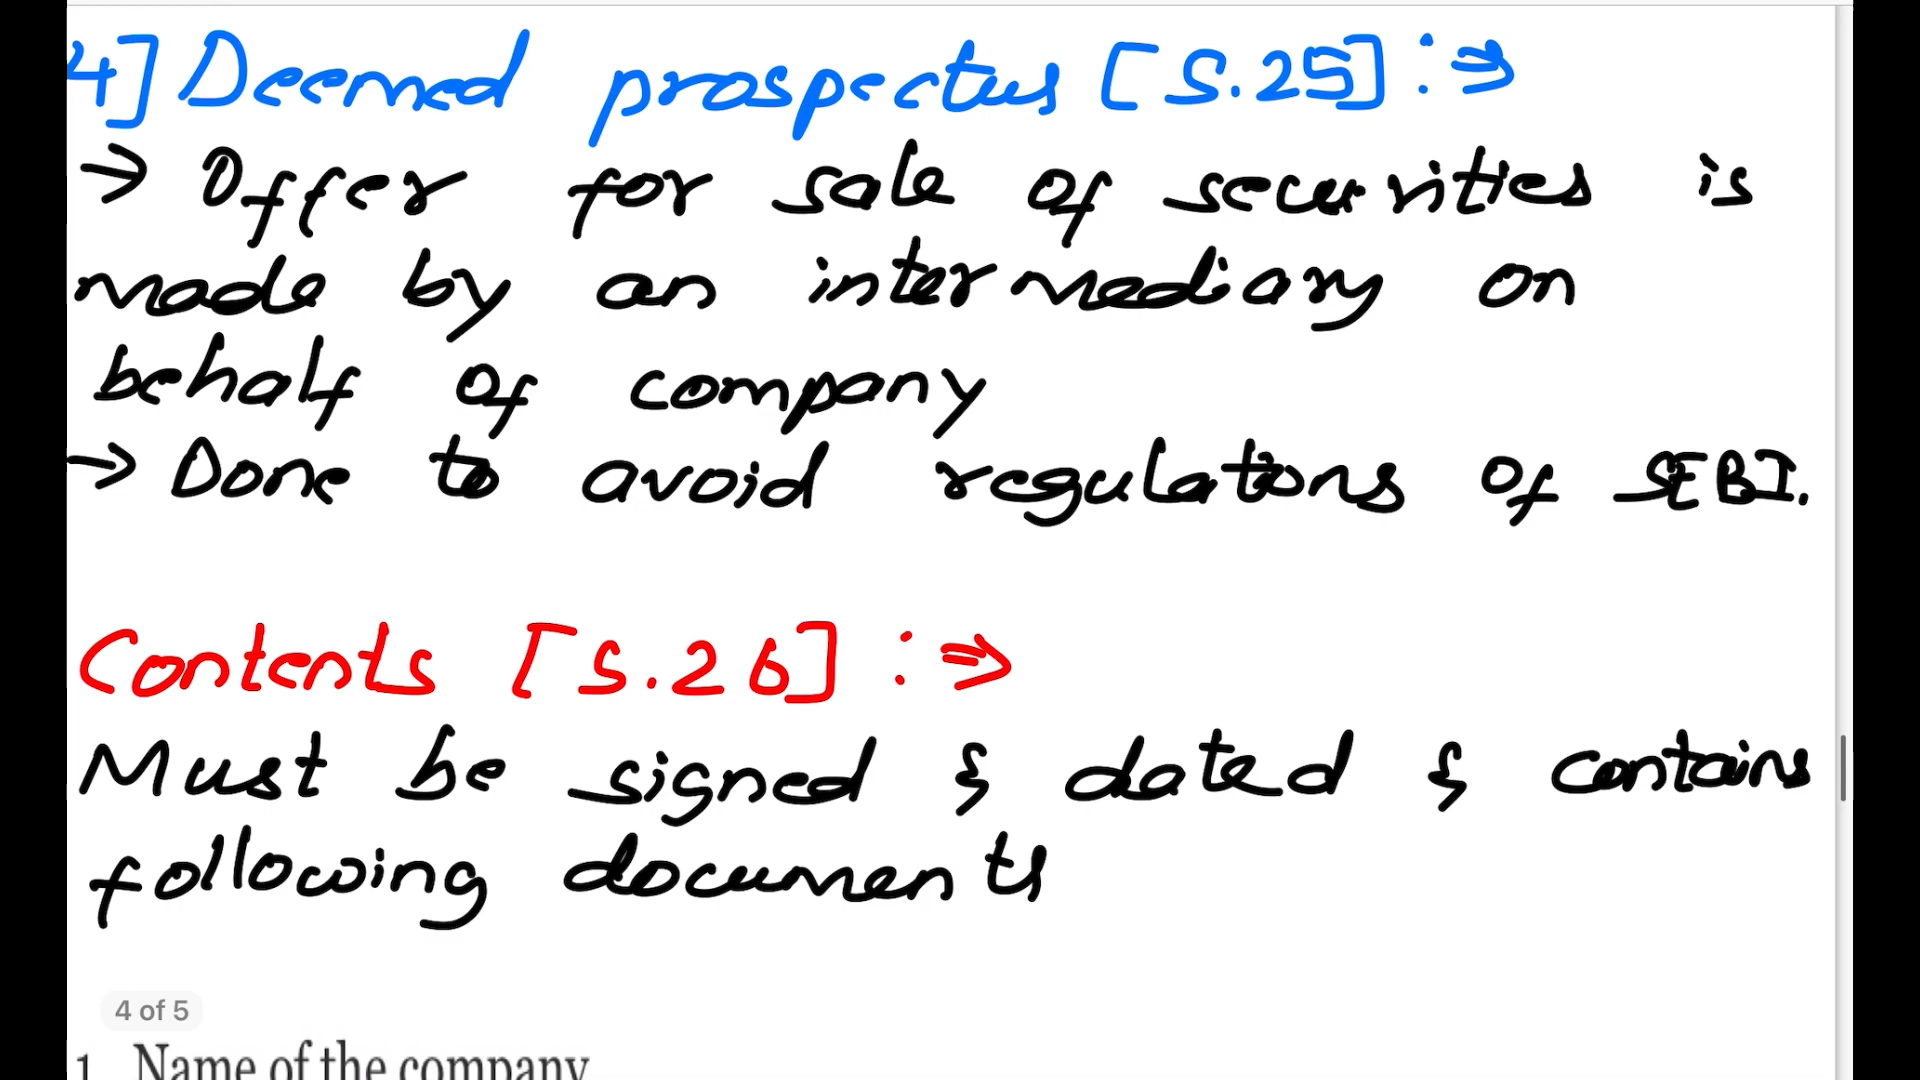 4] Deemed prospectus [S.25] :⇒
→ Offer for sale of securities is
made by an intermediary on
behalf of company
→ Done to avoid regulations of SEBI.
Contents [S.26] :⇒
Must be signed & dated & contains
following documents
4 of 5
1. Name of the company